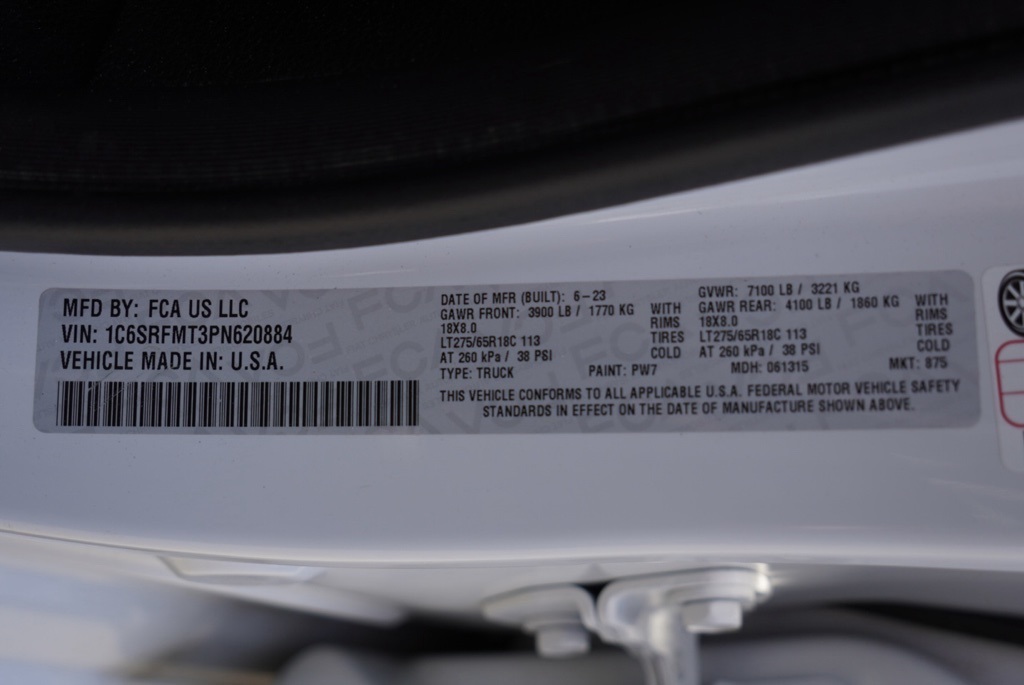 MFD BY: FCA US LLC
VIN: 1C6SRFMT3PN620884
VEHICLE MADE IN: U.S.A.
DATE OF MFR (BUILT): 6-23
GAWR FRONT: 3900 LB / 1770 KG WITH
18X8.0 RIMS
LT275/65R18C 113 TIRES
AT 260 kPa / 38 PSI COLD
GVWR: 7100 LB / 3221 KG
GAWR REAR: 4100 LB / 1860 KG WITH
18X8.0 RIMS
LT275/65R18C 113 TIRES
AT 260 kPa / 38 PSI COLD
TYPE: TRUCK PAINT: PW7 MDH: 061315 MKT: 875
THIS VEHICLE CONFORMS TO ALL APPLICABLE U.S.A. FEDERAL MOTOR VEHICLE SAFETY
STANDARDS IN EFFECT ON THE DATE OF MANUFACTURE SHOWN ABOVE.